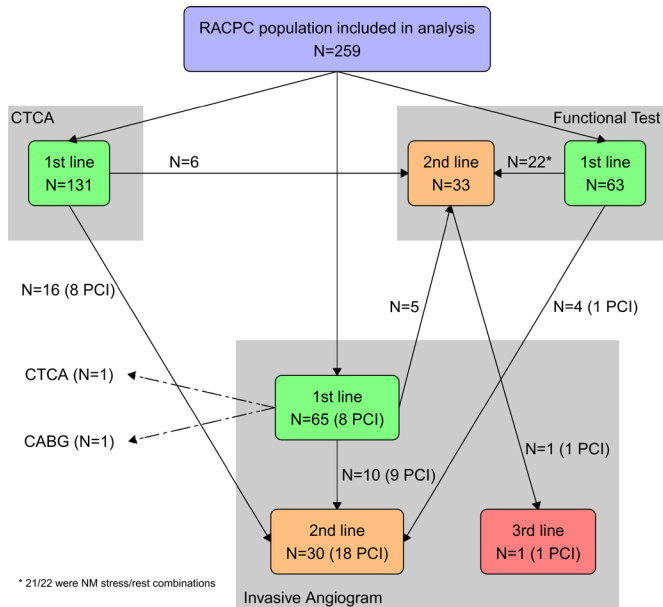 RACPC population included in analysis
N=259
CTCA
Functional Test
1st line
N=131
N=6
2nd line
N=33
N=22*
1st line
N=63
N=16 (8 PCI)
N=5
N=4 (1 PCI)
CTCA (N=1)
CABG (N=1)
1st line
N=65 (8 PCI)
N=10 (9 PCI)
N=1 (1 PCI)
2nd line
N=30 (18 PCI)
3rd line
N=1 (1 PCI)
* 21/22 were NM stress/rest combinations
Invasive Angiogram